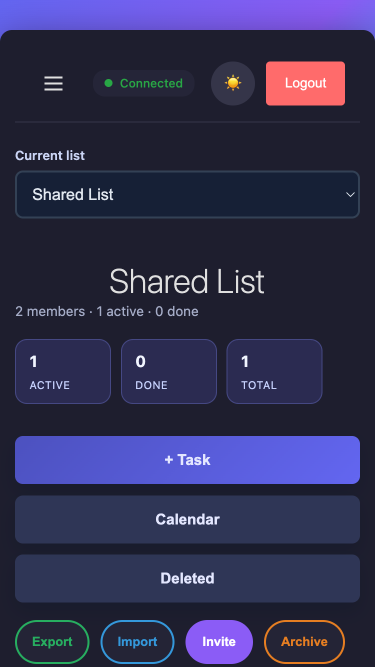 Connected
Logout
Current list
Shared List
Shared List
2 members · 1 active · 0 done
1
ACTIVE
0
DONE
1
TOTAL
+ Task
Calendar
Deleted
Export
Import
Invite
Archive